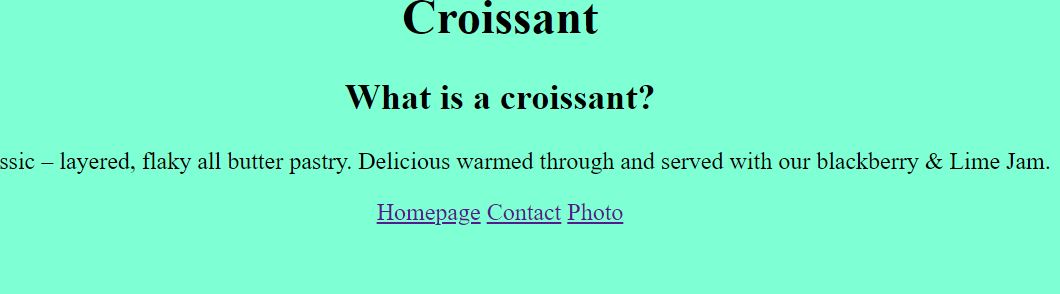 Croissant
What is a croissant?
ssic – layered, flaky all butter pastry. Delicious warmed through and served with our blackberry & Lime Jam.
Homepage Contact Photo